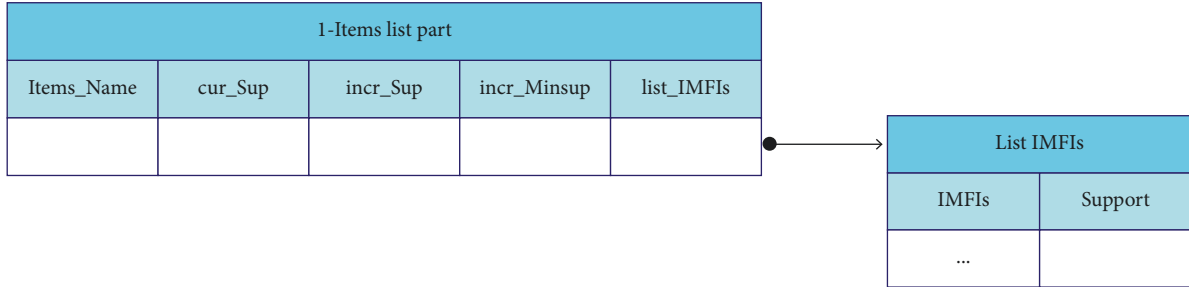 1-Items list part
Items_Name cur_Sup incr_Sup incr_Minsup list_IMFIs
List IMFIs
IMFIs Support
...